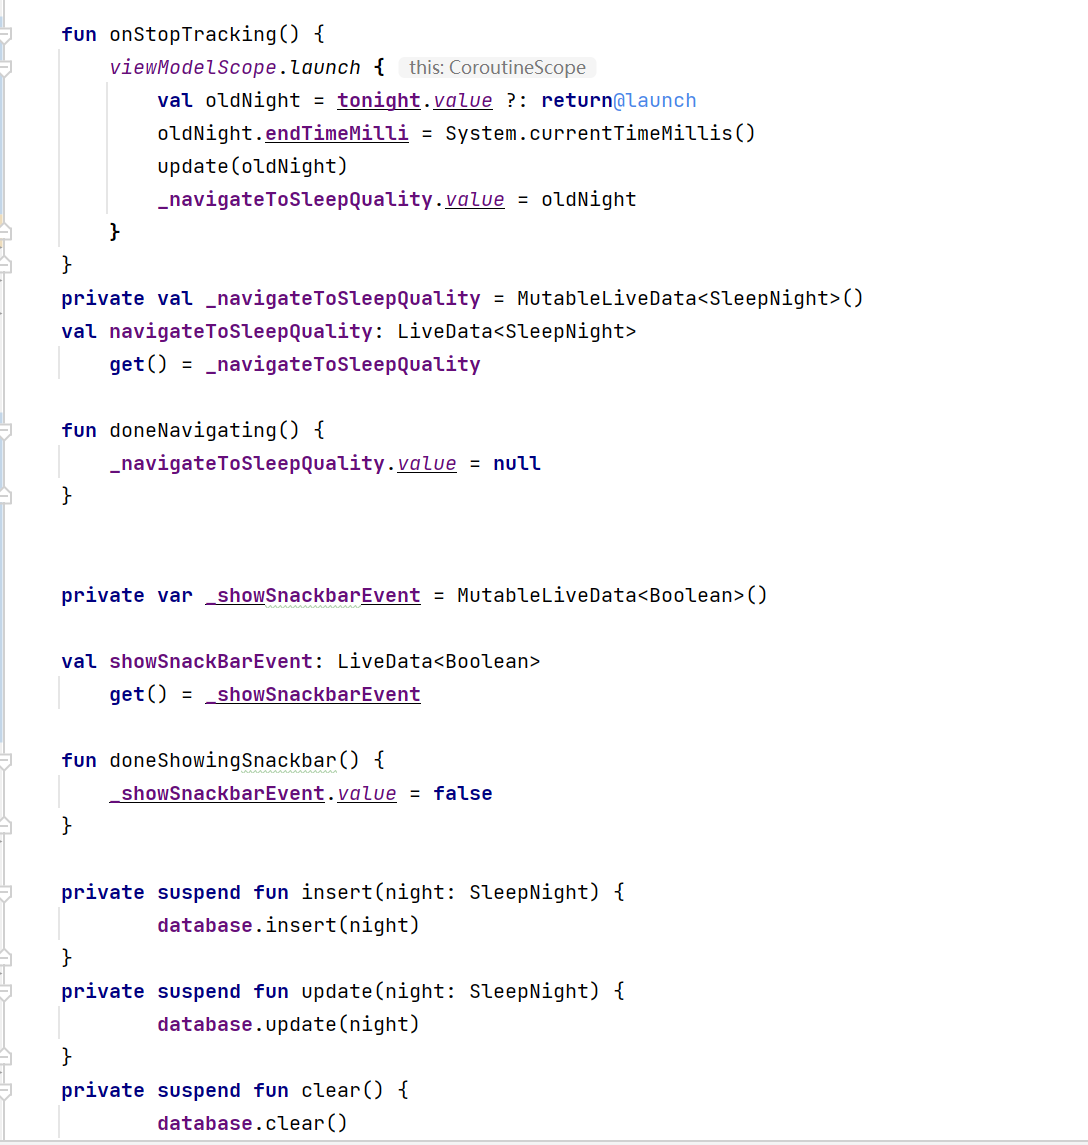 fun onStopTracking() {
viewModelScope.launch { this: CoroutineScope
val oldNight = tonight.value ?: return@launch
oldNight.endTimeMilli = System.currentTimeMillis()
update(oldNight)
_navigateToSleepQuality.value = oldNight
}
}
private val _navigateToSleepQuality = MutableLiveData<SleepNight>()
val navigateToSleepQuality: LiveData<SleepNight>
get() = _navigateToSleepQuality
fun doneNavigating() {
_navigateToSleepQuality.value = null
}
private var _showSnackbarEvent = MutableLiveData<Boolean>()
val showSnackBarEvent: LiveData<Boolean>
get() = _showSnackbarEvent
fun doneShowingSnackbar() {
_showSnackbarEvent.value = false
}
private suspend fun insert(night: SleepNight) {
database.insert(night)
}
private suspend fun update(night: SleepNight) {
database.update(night)
}
private suspend fun clear() {
database.clear()